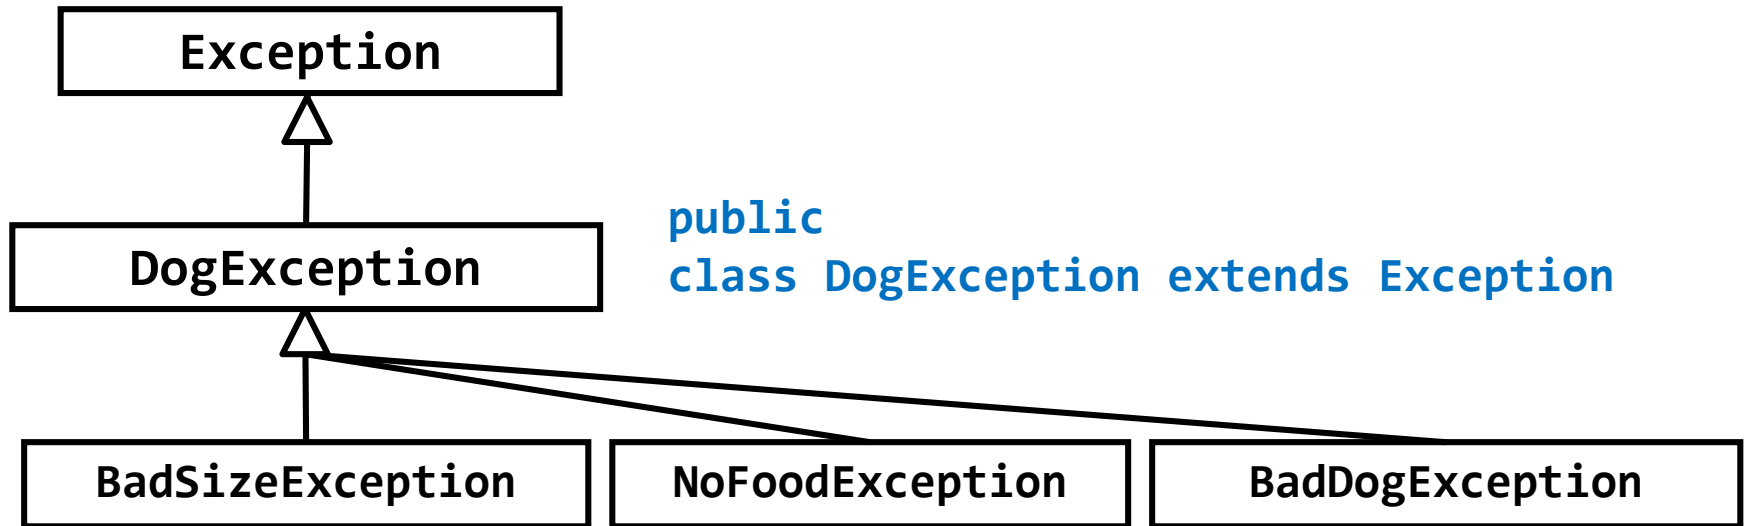 Exception
DogException
public
class DogException extends Exception
BadSizeException
NoFoodException
BadDogException